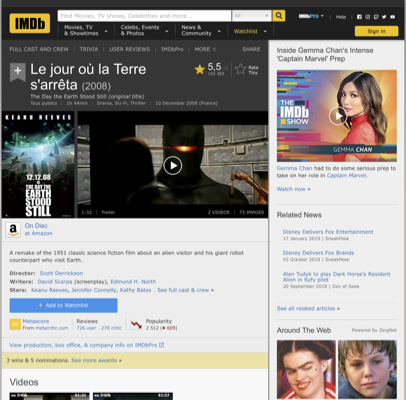 IMDb
Find Movies, TV shows, Celebrities and more...
All
IMDbPro
Help
Movies, TV & Showtimes
Celebs, Events & Photos
News & Community
Watchlist
Sign in
FULL CAST AND CREW | TRIVIA | USER REVIEWS | IMDbPro | MORE
SHARE
Le jour où la Terre s'arrêta (2008)
5,5
Rate This
The Day the Earth Stood Still (original title)
Tous publics | 1h 44min | Drama, Sci-Fi, Thriller | 10 December 2008 (France)
KEANU REEVES
12.12.08
THE DAY
THE EARTH
STOOD
STILL
1:32 | Trailer
2 VIDEOS | 73 IMAGES
On Disc
at Amazon
A remake of the 1951 classic science fiction film about an alien visitor and his giant robot
counterpart who visit Earth.
Director: Scott Derrickson
Writers: David Scarpa (screenplay), Edmund H. North
Stars: Keanu Reeves, Jennifer Connelly, Kathy Bates | See full cast & crew »
+ Add to Watchlist
Metascore
From metacritic.com
Reviews
726 user | 278 critic
Popularity
2 512 (609)
View production, box office, & company info on IMDbPro
3 wins & 5 nominations. See more awards »
Videos
Inside Gemma Chan's Intense
'Captain Marvel' Prep
THE
IMDb
SHOW
GEMMA CHAN
Gemma Chan had to do some serious prep to
take on her role in Captain Marvel.
Watch now »
Related News
Disney Delivers Fox Entertainment
17 January 2019 | SneakPeek
Disney Delivers Fox Brands
03 October 2018 | SneakPeek
Alan Tudyk to play Dark Horse's Resident
Alien in Syfy pilot
20 September 2018 | Den of Geek
See all related articles »
Around The Web
Powered by ZergNet